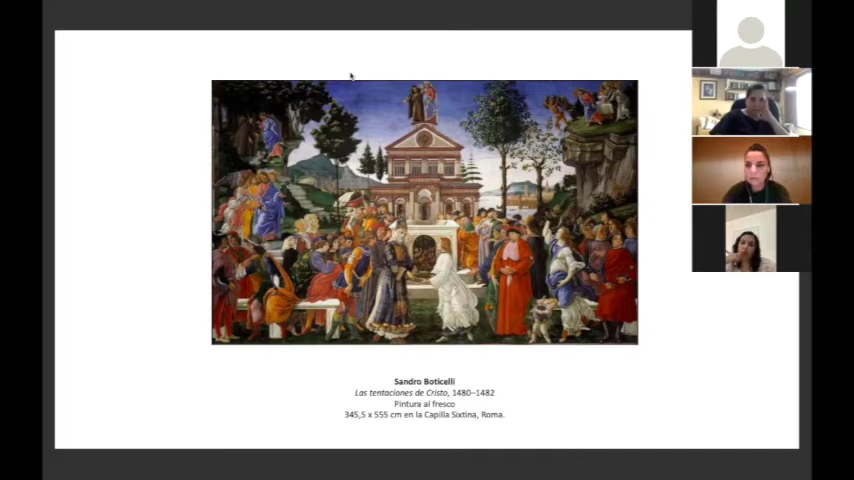 Sandro Boticelli
Las tentaciones de Cristo, 1480–1482
Pintura al fresco
345,5 x 555 cm en la Capilla Sixtina, Roma.